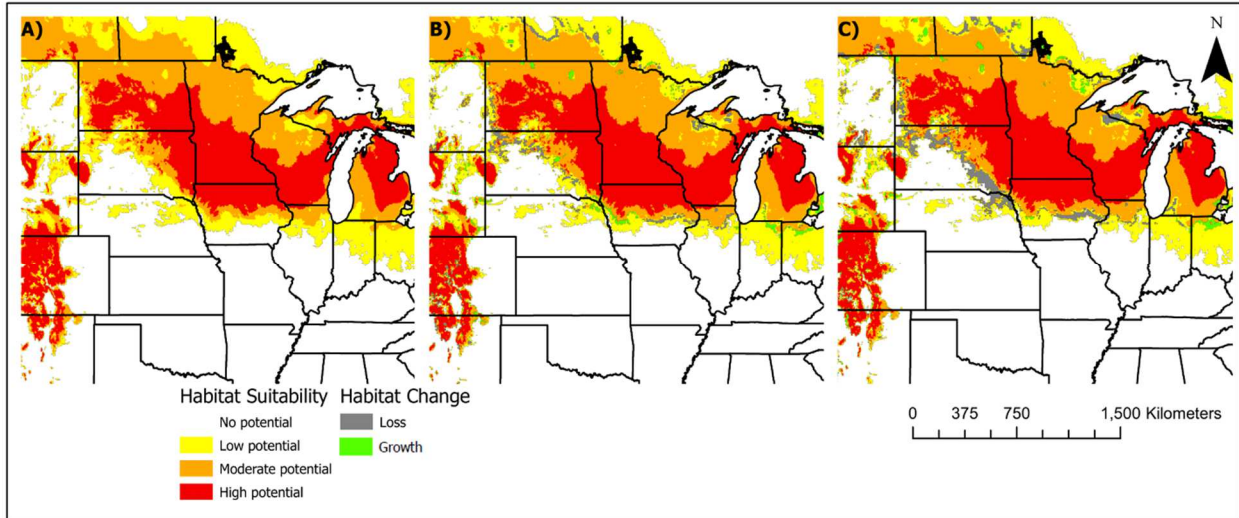 A)
B)
C)
N
Habitat Suitability
No potential
Low potential
Moderate potential
High potential
Habitat Change
Loss
Growth
0 375 750 1,500 Kilometers